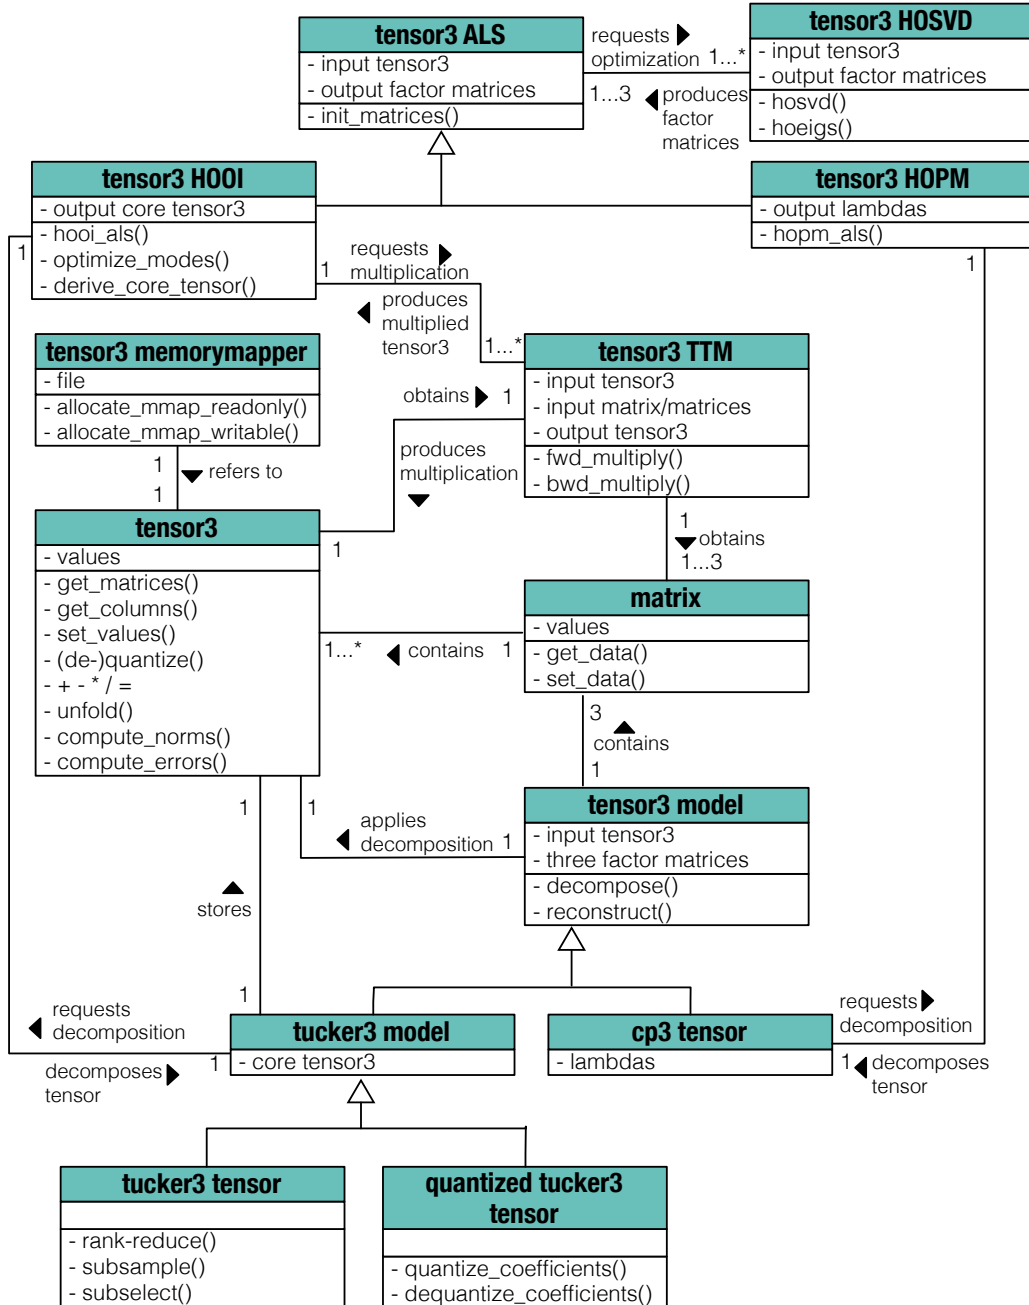 tensor3 ALS
- input tensor3
- output factor matrices
- init_matrices()
requests
optimization
1...*
1...3
produces
factor
matrices
tensor3 HOSVD
- input tensor3
- output factor matrices
- hosvd()
- hoeigs()
tensor3 HOOI
- output core tensor3
- hooi_als()
- optimize_modes()
- derive_core_tensor()
1
1
requests
multiplication
produces
multiplied
tensor3
1...*
tensor3 HOPM
- output lambdas
- hopm_als()
1
tensor3 memorymapper
- file
- allocate_mmap_readonly()
- allocate_mmap_writable()
1
refers to
1
obtains
1
produces
multiplication
1
tensor3 TTM
- input tensor3
- input matrix/matrices
- output tensor3
- fwd_multiply()
- bwd_multiply()
1
obtains
1...3
tensor3
- values
- get_matrices()
- get_columns()
- set_values()
- (de-)quantize()
- + - * / =
- unfold()
- compute_norms()
- compute_errors()
1...*
contains
1
matrix
- values
- get_data()
- set_data()
3
contains
1
1
1
applies
decomposition
1
tensor3 model
- input tensor3
- three factor matrices
- decompose()
- reconstruct()
stores
1
requests
decomposition
decomposes
tensor
1
tucker3 model
- core tensor3
cp3 tensor
- lambdas
requests
decomposition
1
decomposes
tensor
tucker3 tensor
- rank-reduce()
- subsample()
- subselect()
quantized tucker3
tensor
- quantize_coefficients()
- dequantize_coefficients()